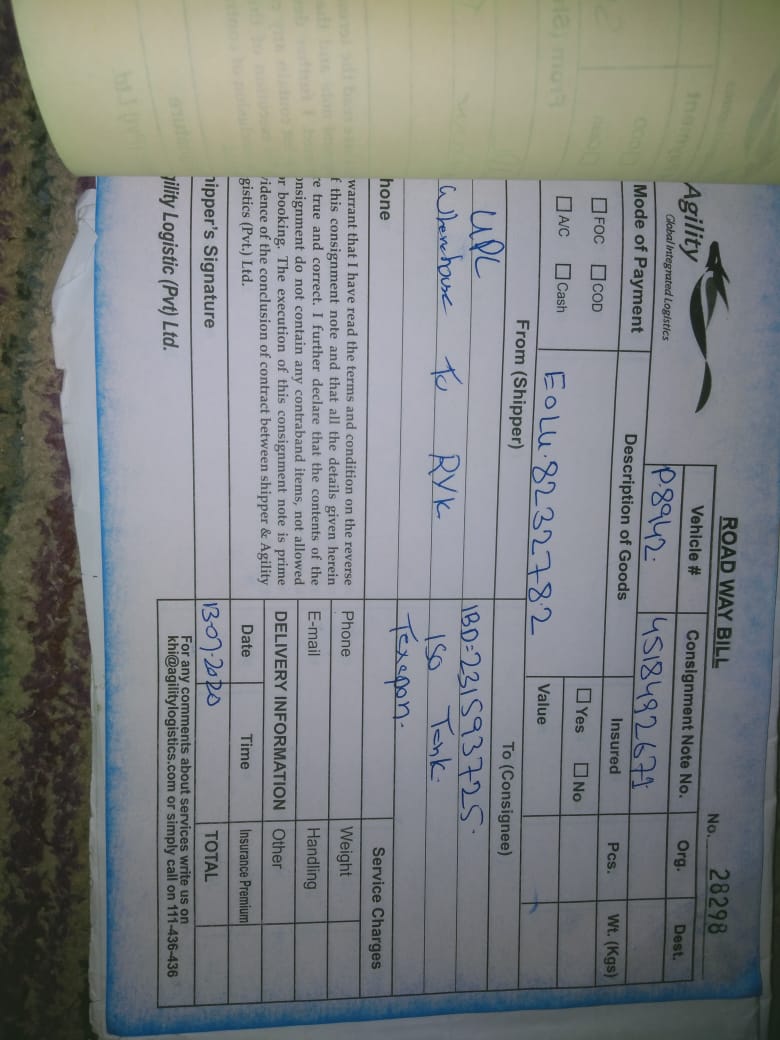 ROAD WAY BILL
No. 28298
Agility
Global Integrated Logistics
Vehicle #
Consignment Note No.
Org.
Dest.
P.8942.
4518492671
Mode of Payment
Description of Goods
Insured
Pcs.
Wt. (Kgs)
FOC COD
Yes No
A/C Cash
EOLU.8232778.2
Value
From (Shipper)
To (Consignee)
UPL
IBD=231593725.
To RYK
ISO Tank.
Texapon.
hone
Service Charges
warrant that I have read the terms and condition on the reverse
f this consignment note and that all the details given herein
re true and correct. I further declare that the contents of the
onsignment do not contain any contraband items, not allowed
or booking. The execution of this consignment note is prime
vidence of the conclusion of contract between shipper & Agility
gistics (Pvt.) Ltd.
Phone
Weight
E-mail
Handling
DELIVERY INFORMATION
Other
Date
Time
Insurance Premium
hipper's Signature
13-07-2020
TOTAL
gility Logistic (Pvt) Ltd.
For any comments about services write us on
khi@agilitylogistics.com or simply call on 111-436-436